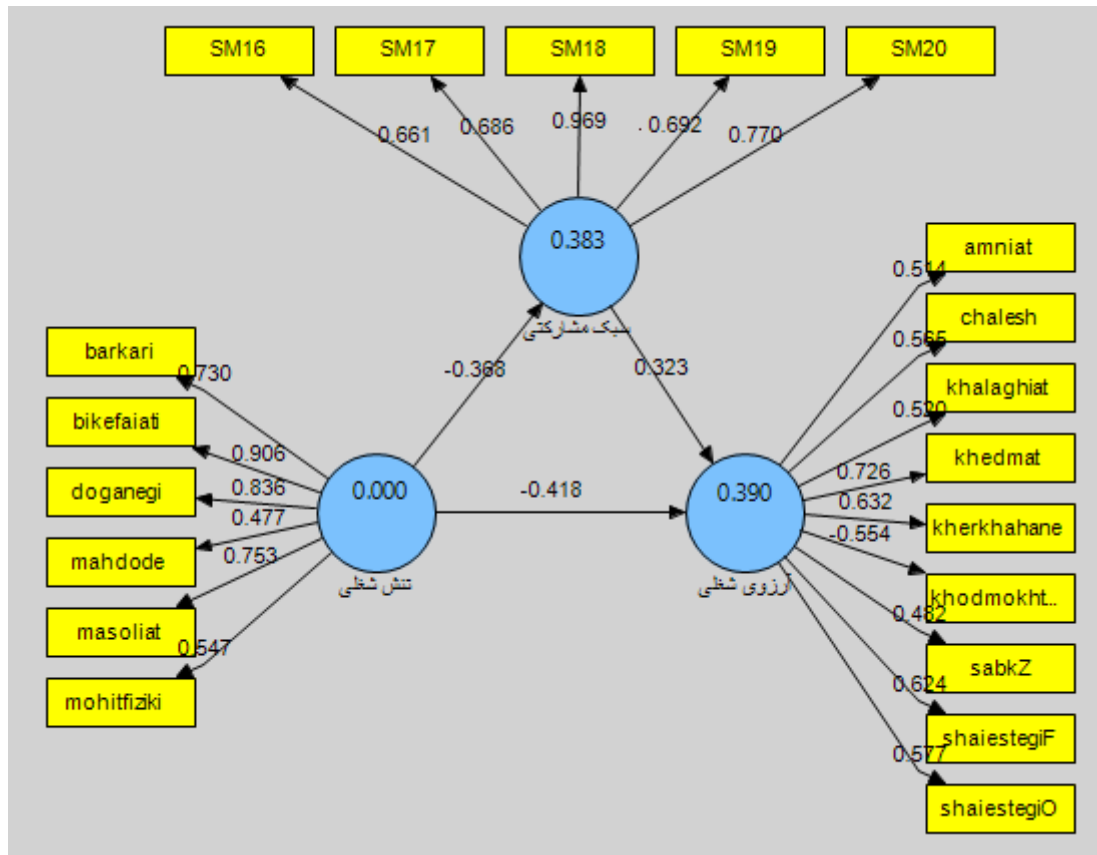 SM16
SM17
SM18
SM19
SM20
0.661
0.686
0.969
0.692
0.770
0.383
سبک مشارکتی
amniat
0.514
chalesh
0.565
khalaghiat
0.520
khedmat
0.726
kherkhahane
0.632
khodmokht..
-0.554
sabkZ
0.482
shaiestegiF
0.624
shaiestegiO
0.577
barkari
0.730
bikefaiati
0.906
doganegi
0.836
mahdode
0.477
masoliat
0.753
mohitfiziki
0.547
-0.368
0.323
0.000
-0.418
0.390
تنش شغلی
آرزوی شغلی